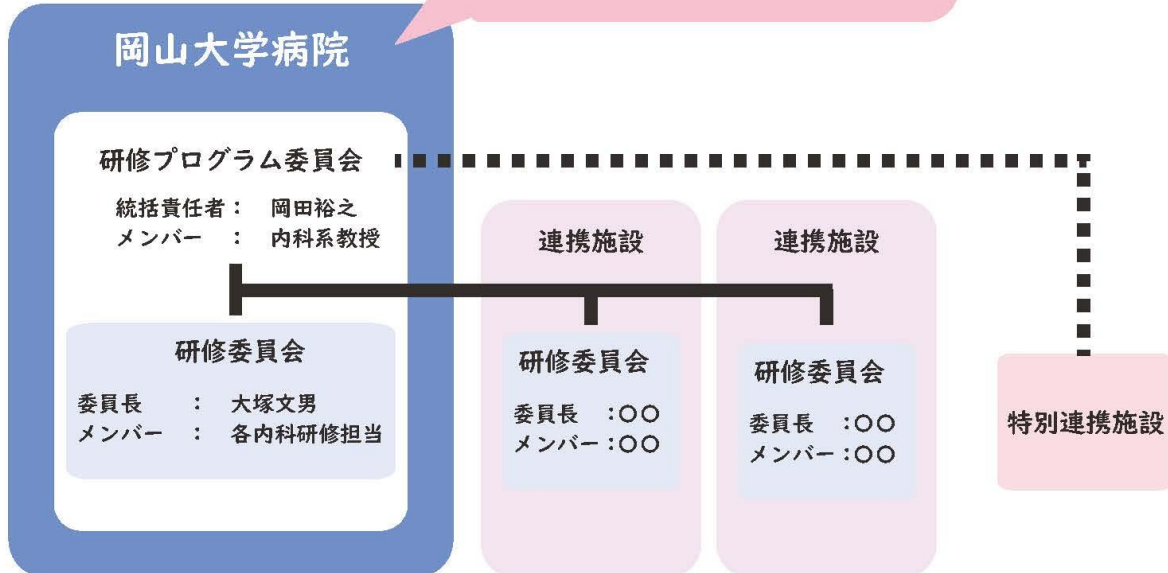 岡山大学病院
研修プログラム委員会
統括責任者： 岡田裕之
メンバー ： 内科系教授
研修委員会
委員長 ： 大塚文男
メンバー ： 各内科研修担当
連携施設
研修委員会
委員長 ：〇〇
メンバー：〇〇
連携施設
研修委員会
委員長 ：〇〇
メンバー：〇〇
特別連携施設